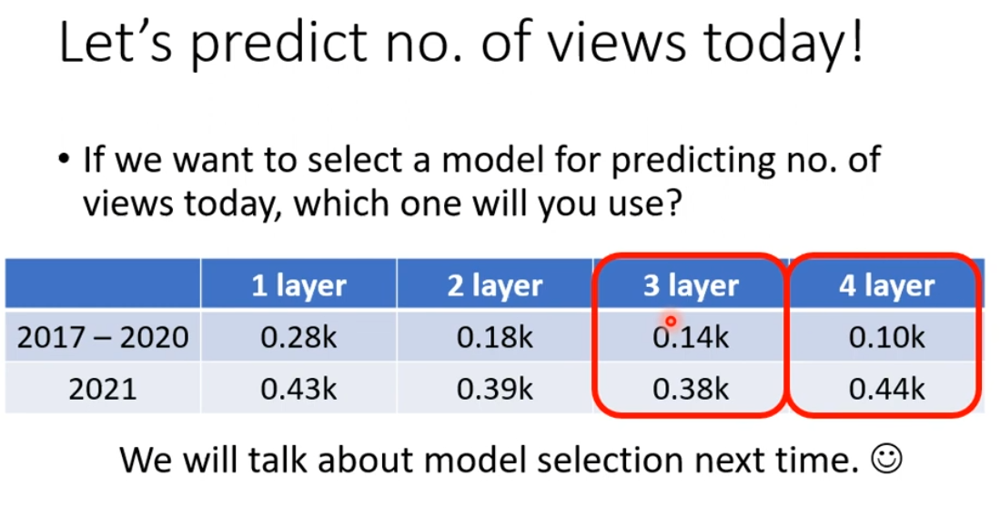 Let's predict no. of views today!
• If we want to select a model for predicting no. of
views today, which one will you use?
1 layer 2 layer 3 layer 4 layer
2017 – 2020 0.28k 0.18k 0.14k 0.10k
2021 0.43k 0.39k 0.38k 0.44k
We will talk about model selection next time. ☺